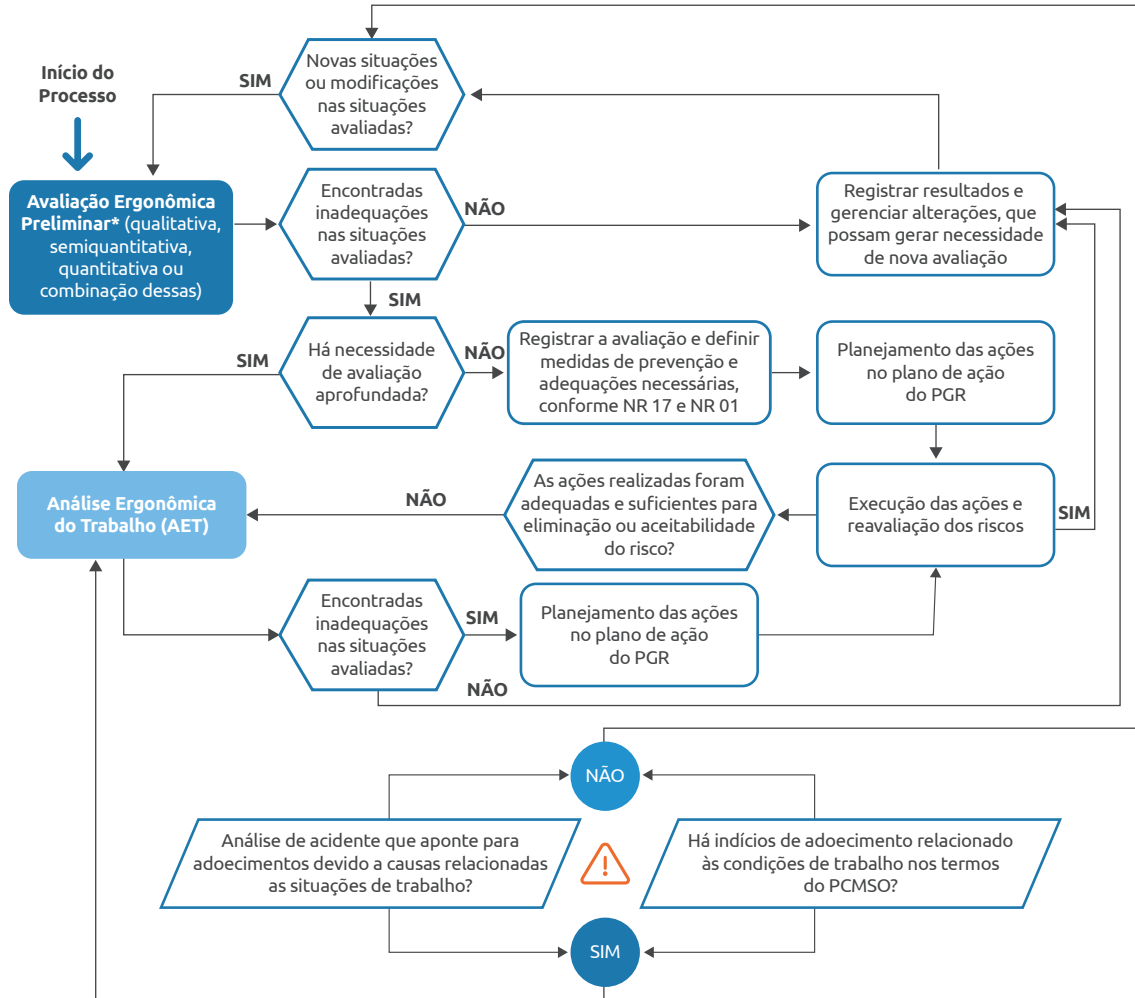 Início do
Processo
SIM
Novas situações
ou modificações
nas situações
avaliadas?
Avaliação Ergonômica
Preliminar* (qualitativa,
semiquantitativa,
quantitativa ou
combinação dessas)
Encontradas
inadequações
nas situações
avaliadas?
NÃO
Registrar resultados e
gerenciar alterações, que
possam gerar necessidade
de nova avaliação
SIM
SIM
Há necessidade
de avaliação
aprofundada?
NÃO
Registrar a avaliação e definir
medidas de prevenção e
adequações necessárias,
conforme NR 17 e NR 01
Planejamento das ações
no plano de ação
do PGR
Análise Ergonômica
do Trabalho (AET)
NÃO
As ações realizadas foram
adequadas e suficientes para
eliminação ou aceitabilidade
do risco?
Execução das ações e
reavaliação dos riscos
SIM
Encontradas
inadequações
nas situações
avaliadas?
SIM
Planejamento das ações
no plano de ação
do PGR
NÃO
NÃO
Análise de acidente que aponte para
adoecimentos devido a causas relacionadas
as situações de trabalho?
Há indícios de adoecimento relacionado
às condições de trabalho nos termos
do PCMSO?
SIM